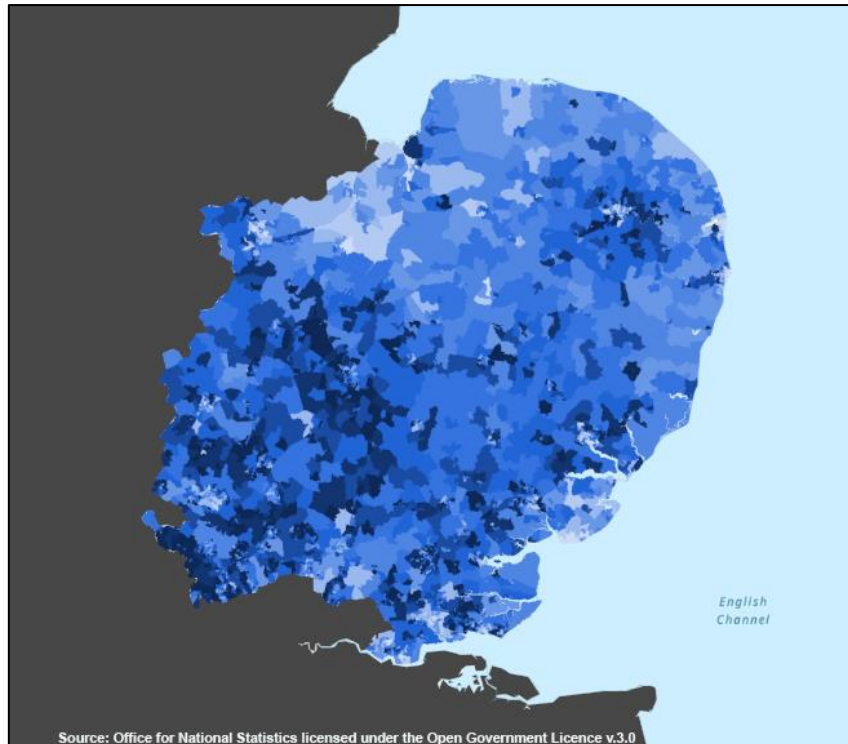 English
Channel
Source: Office for National Statistics licensed under the Open Government Licence v.3.0